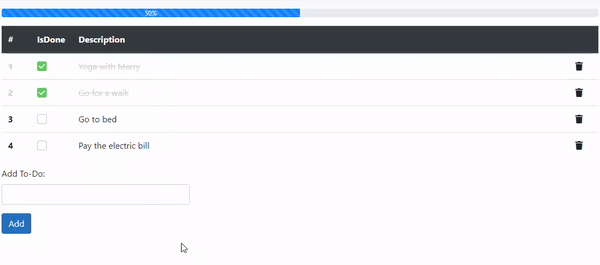 50%
# IsDone Description
1 Yoga with Marry
2 Go for a walk
3 Go to bed
4 Pay the electric bill
Add To-Do:
Add